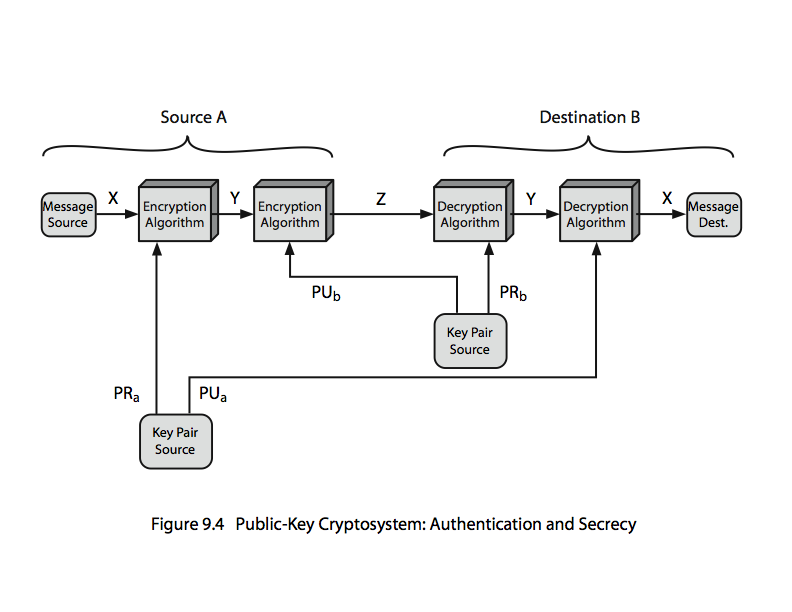 Source A
Destination B
Message
Source
X
Encryption
Algorithm
Y
Encryption
Algorithm
Z
Decryption
Algorithm
Y
Decryption
Algorithm
X
Message
Dest.
PUb
PRb
Key Pair
Source
PRa
PUa
Key Pair
Source
Figure 9.4 Public-Key Cryptosystem: Authentication and Secrecy